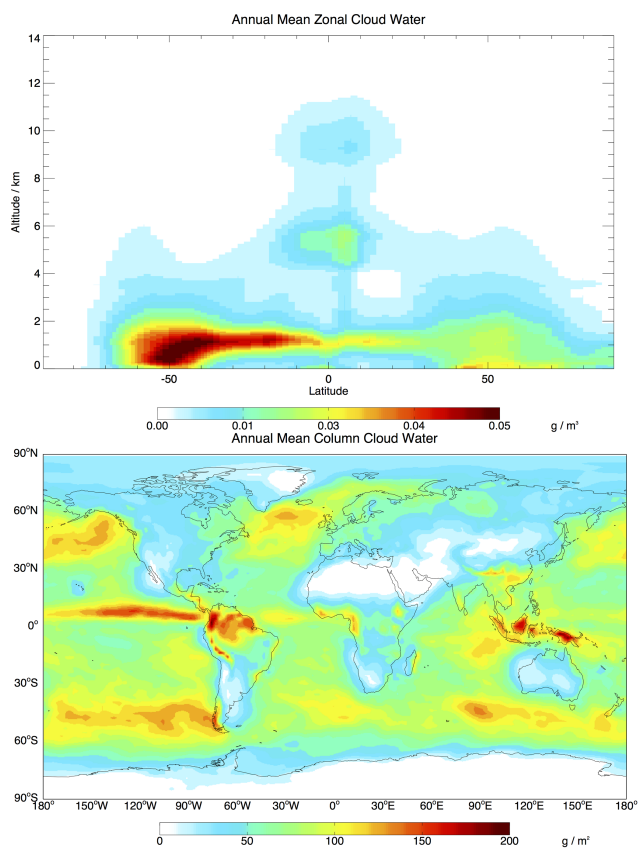 Annual Mean Zonal Cloud Water
14
12
10
8
6
4
2
0
Altitude / km
-50 0 50
Latitude
0.00 0.01 0.03 0.04 0.05 g / m³
Annual Mean Column Cloud Water
90°N
60°N
30°N
0°
30°S
60°S
90°S
180° 150°W 120°W 90°W 60°W 30°W 0° 30°E 60°E 90°E 120°E 150°E 180°
0 50 100 150 200 g / m²